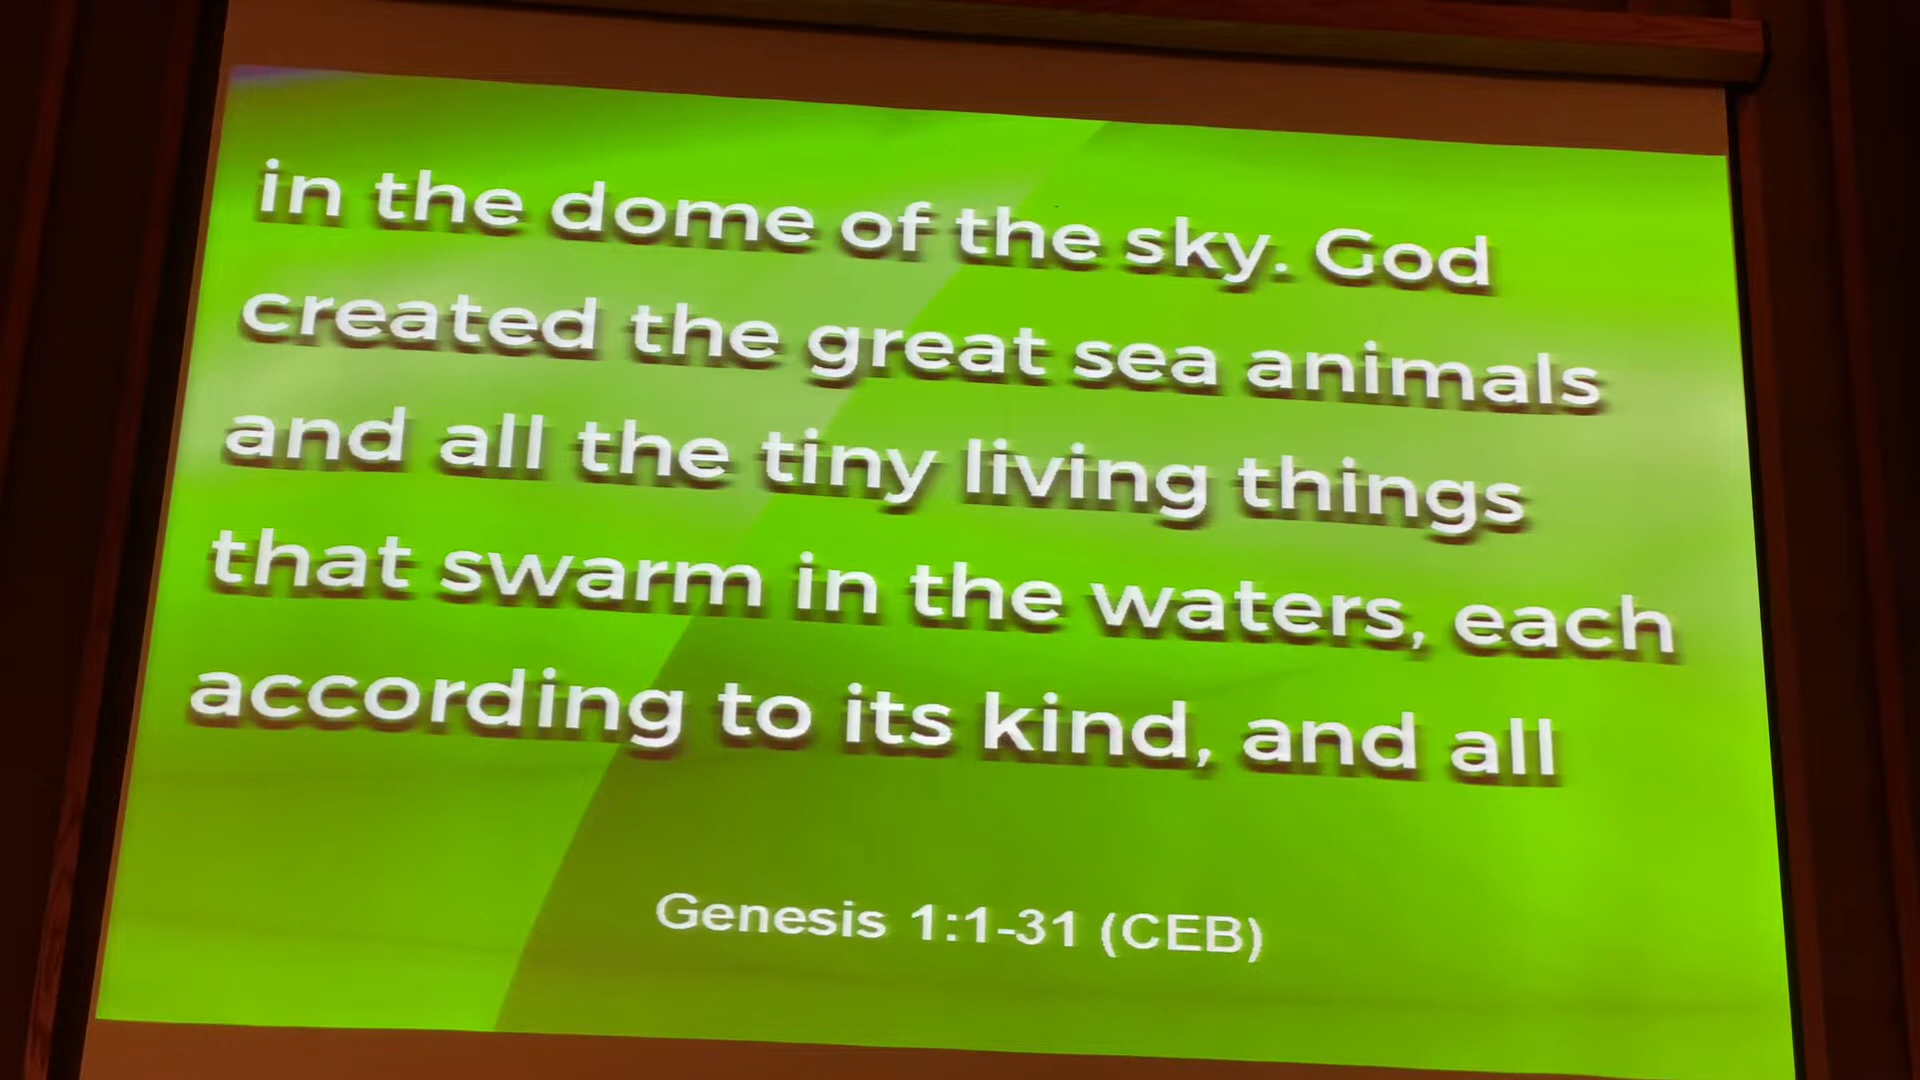 in the dome of the sky. God
created the great sea animals
and all the tiny living things
that swarm in the waters, each
according to its kind, and all
Genesis 1:1-31 (CEB)